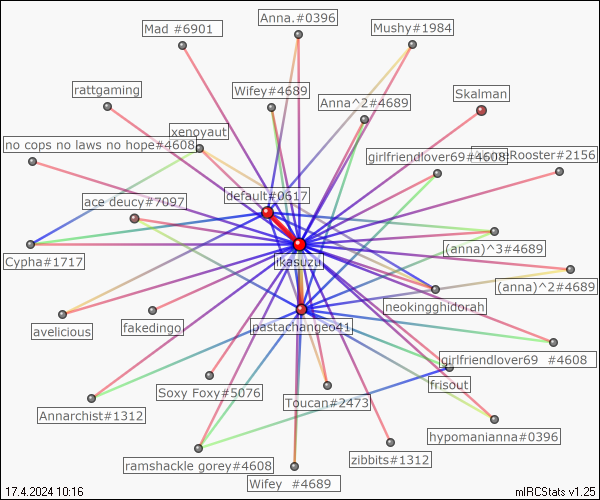 Anna.#0396
Mad #6901
Mushy#1984
rattgaming
Wifey#4689
Anna^2#4689
Skalman
xenoyaut
no cops no laws no hope#4608
girlfriendlover69#4608
eRooster#2156
default#0617
ace deucy#7097
(anna)^3#4689
Cypha#1717
ikasuzu
(anna)^2#4689
neokingghidorah
avelicious
fakedingo
pastachangeo41
girlfriendlover69 #4608
frisout
Soxy Foxy#5076
Toucan#2473
Annarchist#1312
hypomanianna#0396
ramshackle gorey#4608
zibbits#1312
Wifey #4689
17.4.2024 10:16
mIRCStats v1.25